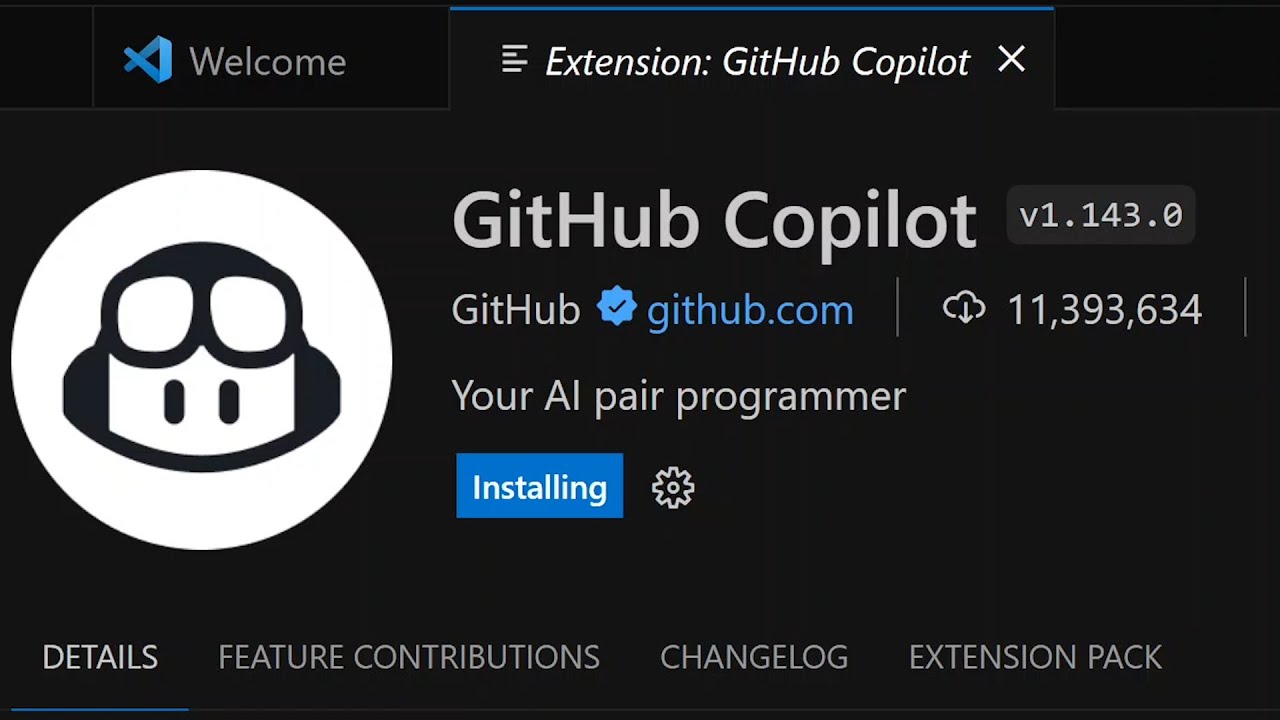 Welcome
Extension: GitHub Copilot
GitHub Copilot v1.143.0
GitHub github.com 11,393,634
Your AI pair programmer
Installing
DETAILS FEATURE CONTRIBUTIONS CHANGELOG EXTENSION PACK